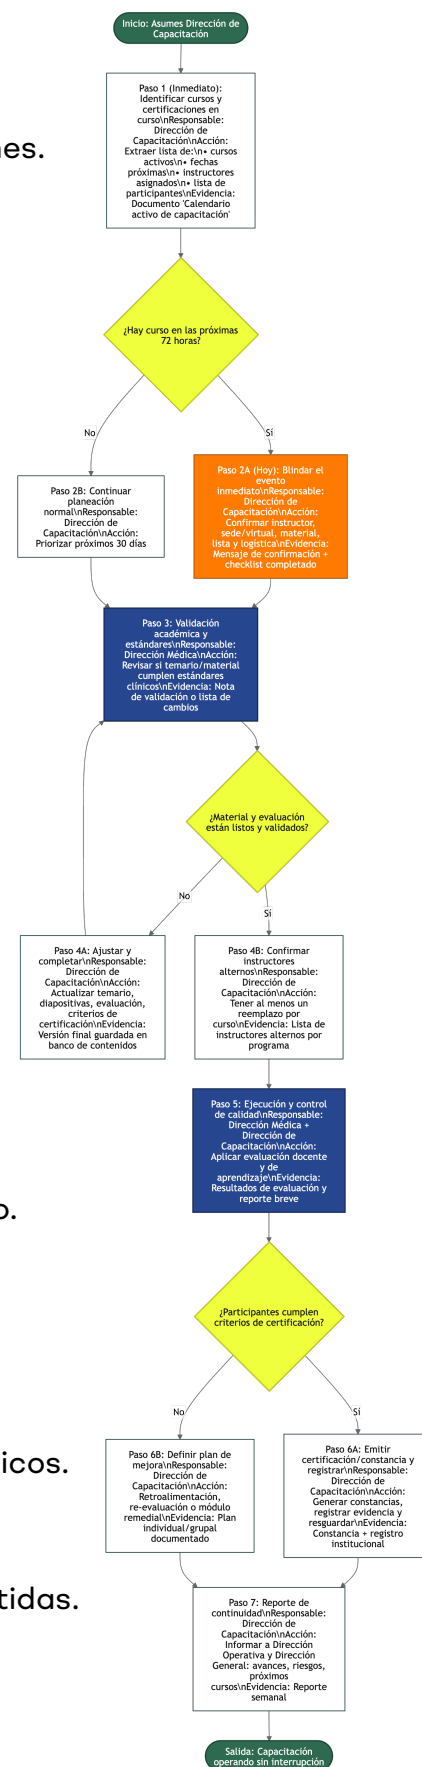 Inicio: Asumes Dirección de
Capacitación
Paso 1 (Inmediato):
Identificar cursos y
certificaciones en
curso\nResponsable:
Dirección de
Capacitación\nAcción:
Extraer lista de:\n• cursos
activos\n• fechas
próximas\n• instructores
asignados\n• lista de
participantes\nEvidencia:
Documento 'Calendario
activo de capacitación'
nes.
¿Hay curso en las próximas
72 horas?
No
Sí
Paso 2B: Continuar
planeación
normal\nResponsable:
Dirección de
Capacitación\nAcción:
Priorizar próximos 30 días
Paso 2A (Hoy): Blindar el
evento
inmediato\nResponsable:
Dirección de
Capacitación\nAcción:
Confirmar instructor,
sede/virtual, material,
lista y logística\nEvidencia:
Mensaje de confirmación +
checklist completado
Paso 3: Validación
académica y
estándares\nResponsable:
Dirección Médica\nAcción:
Revisar si temario/material
cumplen estándares
clínicos\nEvidencia: Nota
de validación o lista de
cambios
¿Material y evaluación
están listos y validados?
No
Sí
Paso 4A: Ajustar y
completar\nResponsable:
Dirección de
Capacitación\nAcción:
Actualizar temario,
diapositivas, evaluación,
criterios de
certificación\nEvidencia:
Versión final guardada en
banco de contenidos
Paso 4B: Confirmar
instructores
alternos\nResponsable:
Dirección de
Capacitación\nAcción:
Tener al menos un
reemplazo por
curso\nEvidencia: Lista de
instructores alternos por
programa
Paso 5: Ejecución y control
de calidad\nResponsable:
Dirección Médica +
Dirección de
Capacitación\nAcción:
Aplicar evaluación docente
y de
aprendizaje\nEvidencia:
Resultados de evaluación y
reporte breve
o.
¿Participantes cumplen
criterios de certificación?
No
Sí
Paso 6B: Definir plan de
mejora\nResponsable:
Dirección de
Capacitación\nAcción:
Retroalimentación,
re-evaluación o módulo
remedial\nEvidencia: Plan
individual/grupal
documentado
Paso 6A: Emitir
certificación/constancia y
registrar\nResponsable:
Dirección de
Capacitación\nAcción:
Generar constancias,
registrar evidencia y
resguardar\nEvidencia:
Constancia + registro
institucional
icos.
tidas.
Paso 7: Reporte de
continuidad\nResponsable:
Dirección de
Capacitación\nAcción:
Informar a Dirección
Operativa y Dirección
General: avances, riesgos,
próximos
cursos\nEvidencia: Reporte
semanal
Salida: Capacitación
operando sin interrupción